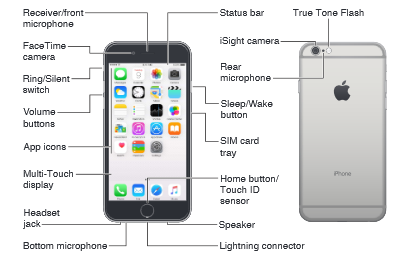 Receiver/front
microphone
FaceTime
camera
Ring/Silent
switch
Volume
buttons
App icons
Multi-Touch
display
Headset
jack
Bottom microphone
Status bar
Sleep/Wake
button
SIM card
tray
Home button/
Touch ID
sensor
Speaker
Lightning connector
True Tone Flash
iSight camera
Rear
microphone
iPhone